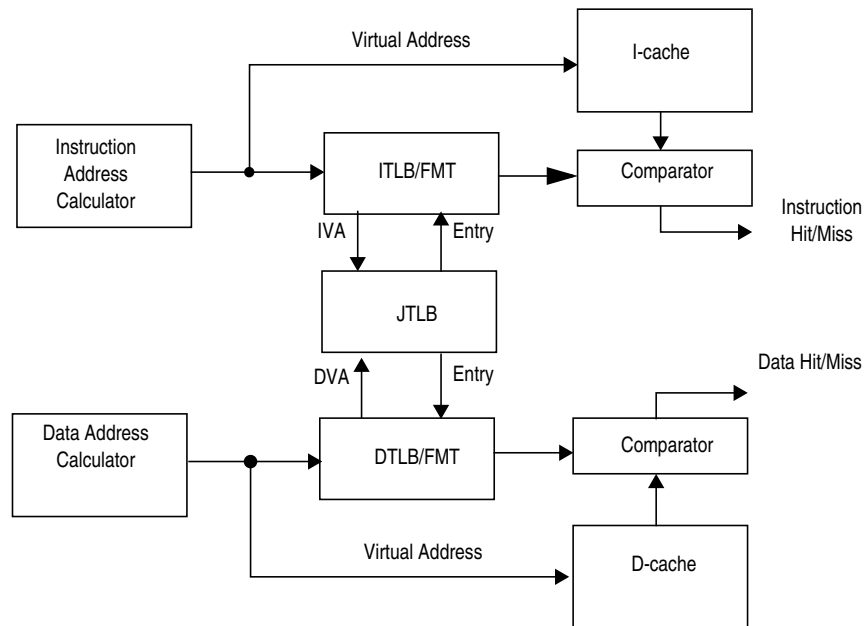 Virtual Address
I-cache
Instruction
Address
Calculator
ITLB/FMT
Comparator
Instruction
Hit/Miss
IVA
Entry
JTLB
DVA
Entry
Data Hit/Miss
Data Address
Calculator
DTLB/FMT
Comparator
Virtual Address
D-cache